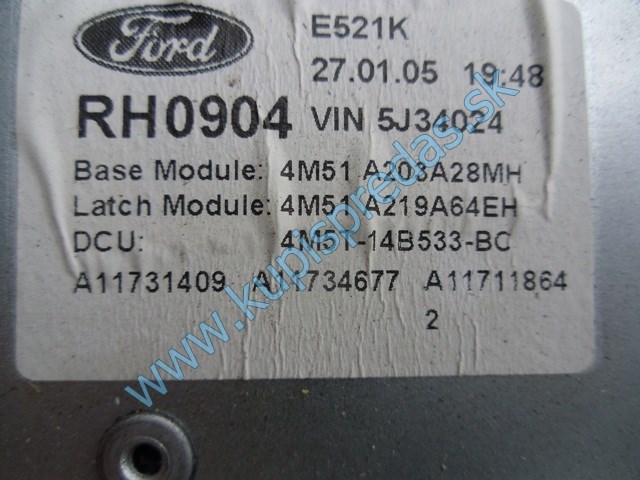 Ford
E521K
27.01.05 19:48
RH0904 VIN 5J34024
Base Module: 4M51 A203A28MH
Latch Module: 4M51 A219A64EH
DCU: 4M51-14B533-BC
A11731409 A11734677 A11711864
2
www.kupispredas.sk